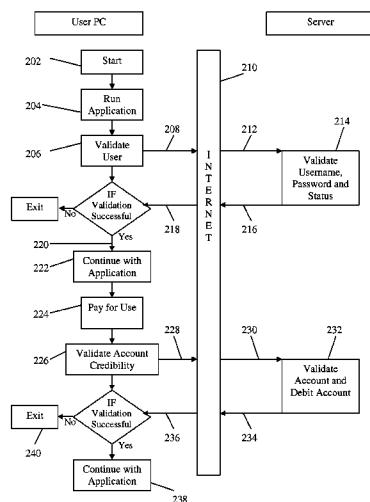 User PC
Server
202
Start
210
204
Run
Application
208
212
214
206
Validate
User
INTERNET
Validate
Username,
Password and
Status
Exit
No
IF
Validation
Successful
218
216
220
Yes
222
Continue with
Application
224
Pay for Use
228
230
232
226
Validate Account
Credibility
Validate
Account and
Debit Account
Exit
No
IF
Validation
Successful
236
234
240
Yes
Continue with
Application
238